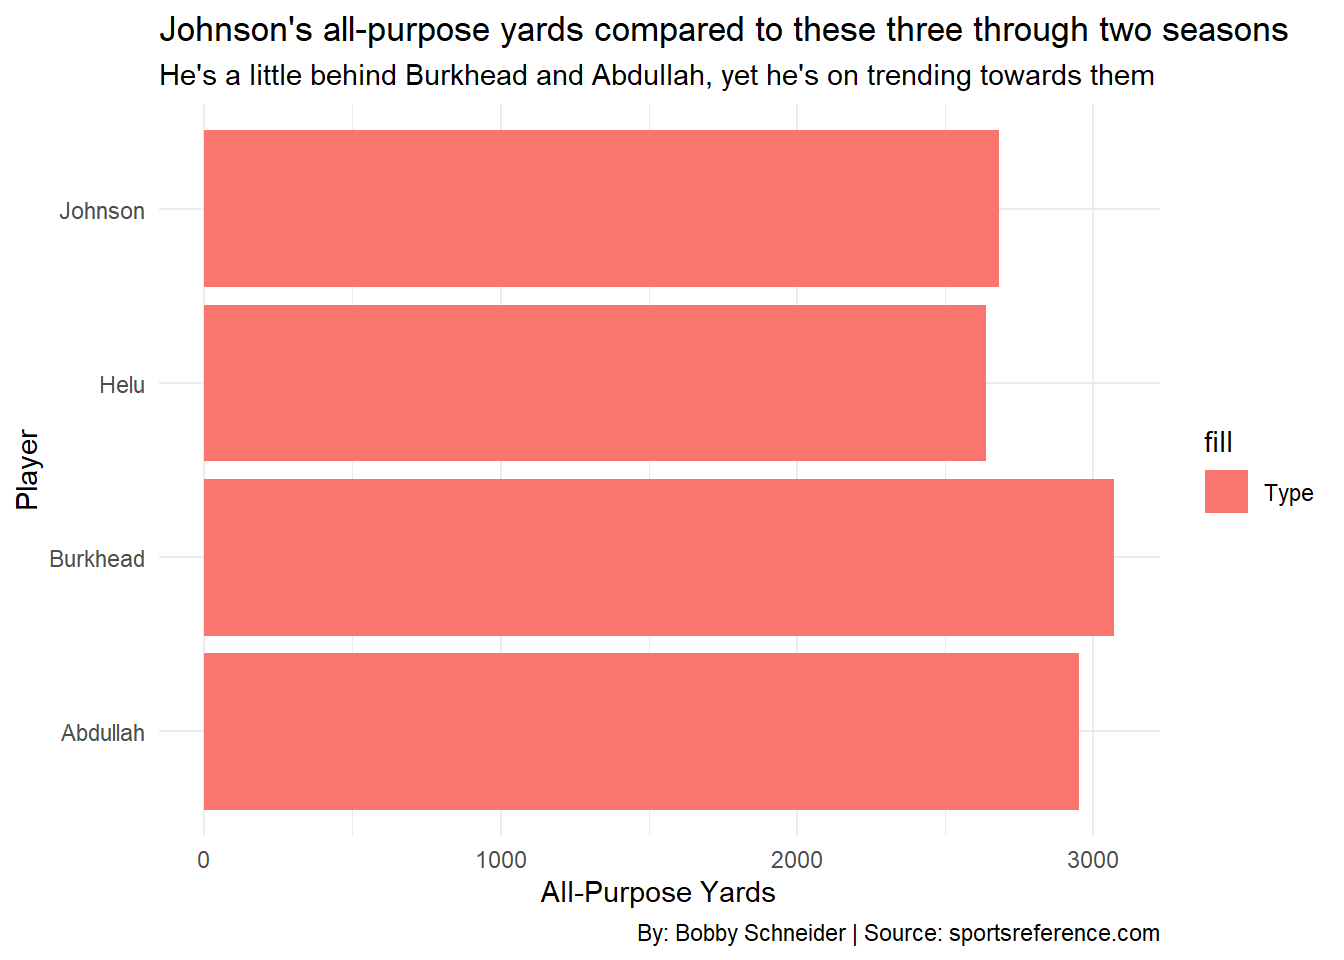 Johnson's all-purpose yards compared to these three through two seasons
He's a little behind Burkhead and Abdullah, yet he's on trending towards them
Johnson
Helu
Burkhead
Abdullah
Player
0 1000 2000 3000
All-Purpose Yards
fill
Type
By: Bobby Schneider | Source: sportsreference.com